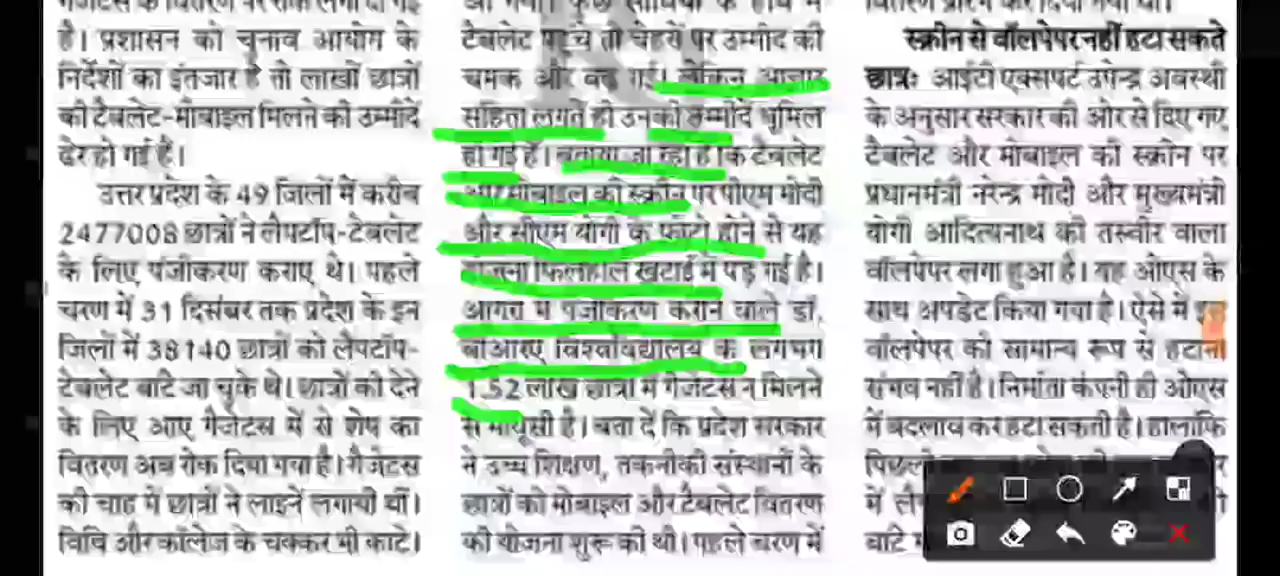 है। प्रशासन को चुनाव आयोग के
निर्देशों का इंतजार है तो लाखों छात्रों
की टैबलेट-मोबाइल मिलने की उम्मीदें
ढेर हो गई है।
उत्तर प्रदेश के 49 जिलों में करीब
2477008 छात्रों ने लैपटॉप-टेबलेट
के लिए पंजीकरण कराए थे। पहले
चरण में 31 दिसंबर तक प्रदेश के इन
जिलों में 38140 छात्रों को लैपटॉप-
टेबलेट बांटे जा चुके थे। छात्रों को देने
के लिए आए गैजेटस में से शेष का
वितरण अब रोक दिया गया है। गैजेटस
की चाह में छात्रों ने लाइनें लगायी थीं।
विवि और कॉलेज के चक्कर भी काटे।
टैबलेट तो चेहरों पर उम्मीद की
चमक और बढ़ गई। लेकिन आचार
संहिता लगते ही उनकी उम्मीदें धूमिल
हो गई हैं। बताया जा रहा है कि टैबलेट
और मोबाइल की स्क्रीन पर पीएम मोदी
और सीएम योगी के फोटो होने से यह
योजना फिलहाल खटाई में पड़ गई है।
आगरा में पंजीकरण कराने वाले डॉ.
बीआरए विश्वविद्यालय के लगभग
1.52 लाख छात्रों में गैजेटस न मिलने
से मायूसी है। बता दें कि प्रदेश सरकार
ने उच्च शिक्षण, तकनीकी संस्थानों के
छात्रों को मोबाइल और टैबलेट वितरण
की योजना शुरू की थी। पहले चरण में
स्क्रीन से वॉलपेपर नहीं हटा सकते
छात्र: आईटी एक्सपर्ट उपेन्द्र अवस्थी
के अनुसार सरकार की ओर से दिए गए
टैबलेट और मोबाइल की स्क्रीन पर
प्रधानमंत्री नरेन्द्र मोदी और मुख्यमंत्री
योगी आदित्यनाथ की तस्वीर वाला
वॉलपेपर लगा हुआ है। यह ओएस के
साथ अपडेट किया गया है। ऐसे में इस
वॉलपेपर को सामान्य रूप से हटाना
संभव नहीं है। निर्माता कंपनी ही ओएस
में बदलाव कर हटा सकती है। हालांकि